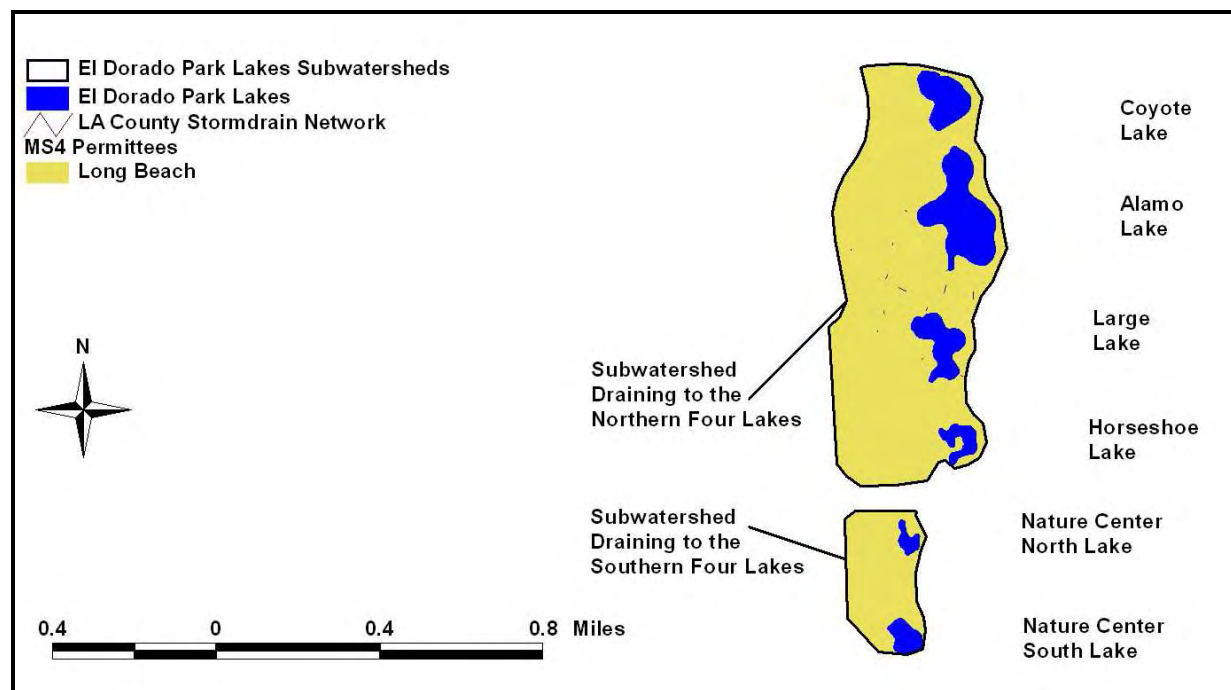 El Dorado Park Lakes Subwatersheds
El Dorado Park Lakes
LA County Stormdrain Network
MS4 Permittees
Long Beach
Coyote
Lake
Alamo
Lake
Large
Lake
Horseshoe
Lake
Nature Center
North Lake
Nature Center
South Lake
Subwatershed
Draining to the
Northern Four Lakes
Subwatershed
Draining to the
Southern Four Lakes
N
0.4 0 0.4 0.8 Miles